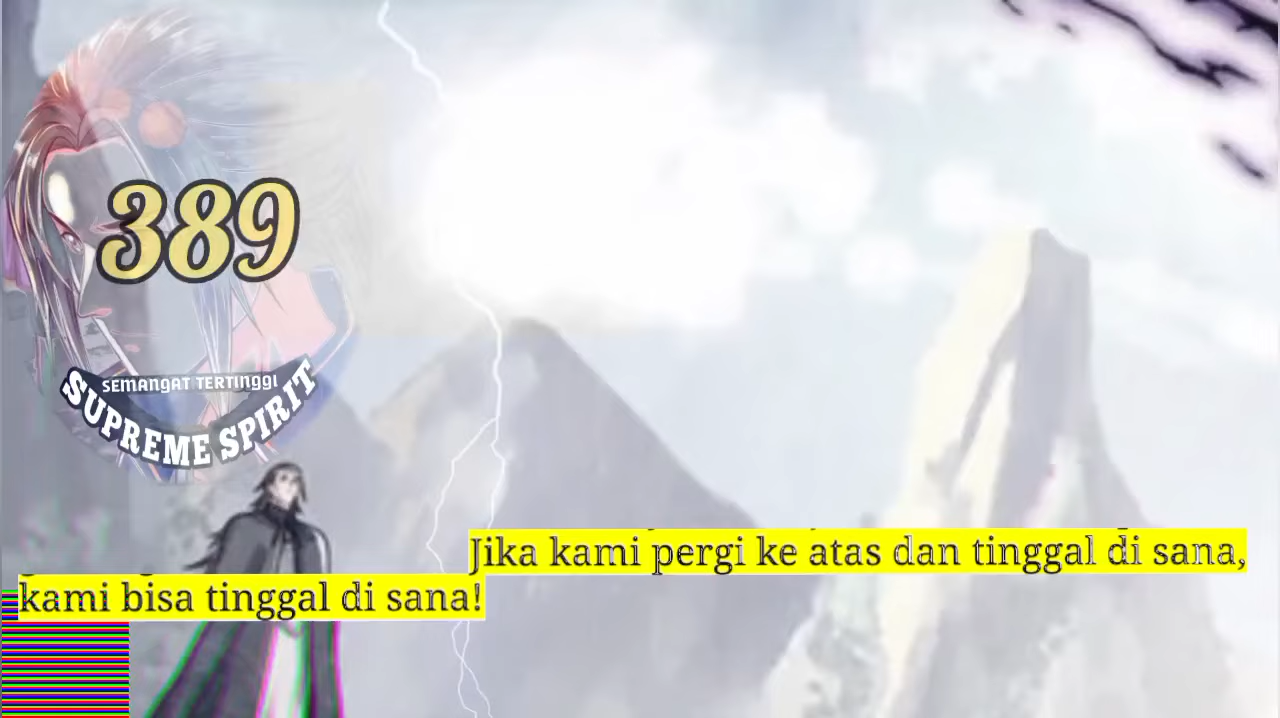 389
SEMANGAT TERTINGGI
SUPREME SPIRIT
Jika kami pergi ke atas dan tinggal di sana,
kami bisa tinggal di sana!